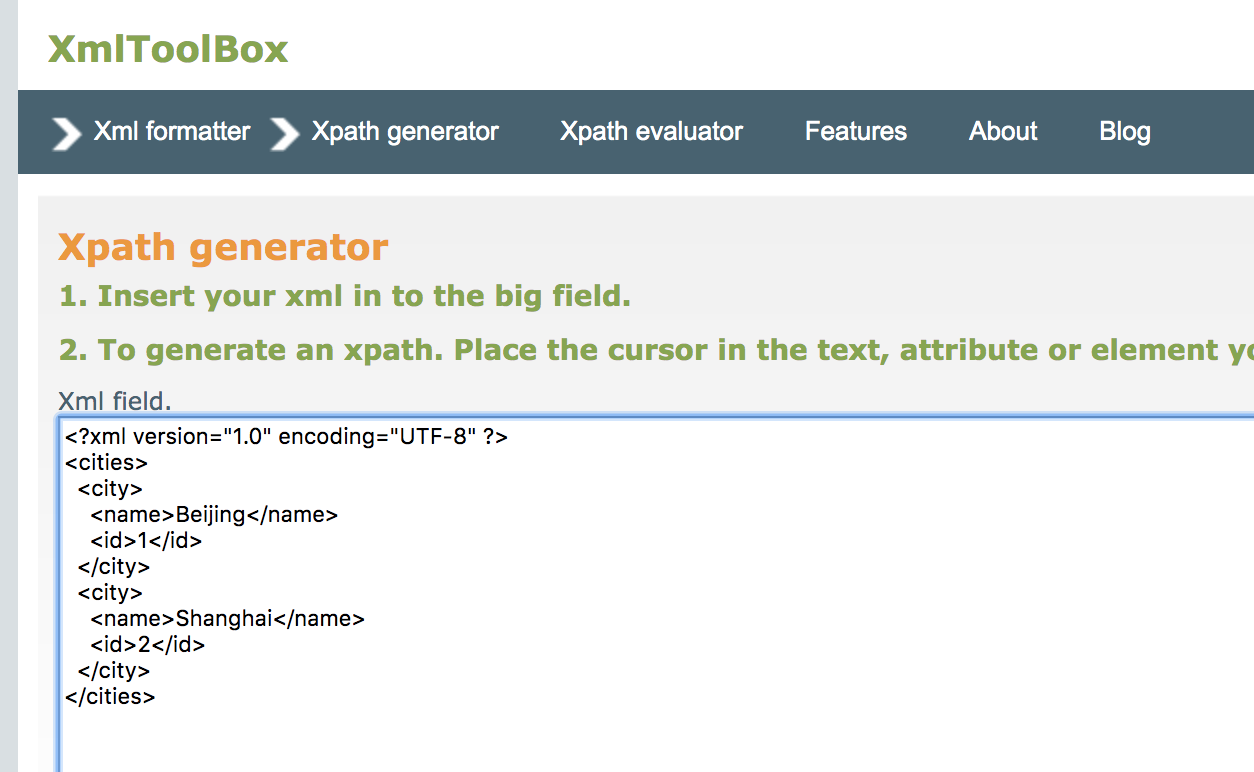 XmlToolBox
Xml formatter Xpath generator Xpath evaluator Features About Blog
Xpath generator
1. Insert your xml in to the big field.
2. To generate an xpath. Place the cursor in the text, attribute or element yo
Xml field.
<?xml version="1.0" encoding="UTF-8" ?>
<cities>
  <city>
    <name>Beijing</name>
    <id>1</id>
  </city>
  <city>
    <name>Shanghai</name>
    <id>2</id>
  </city>
</cities>